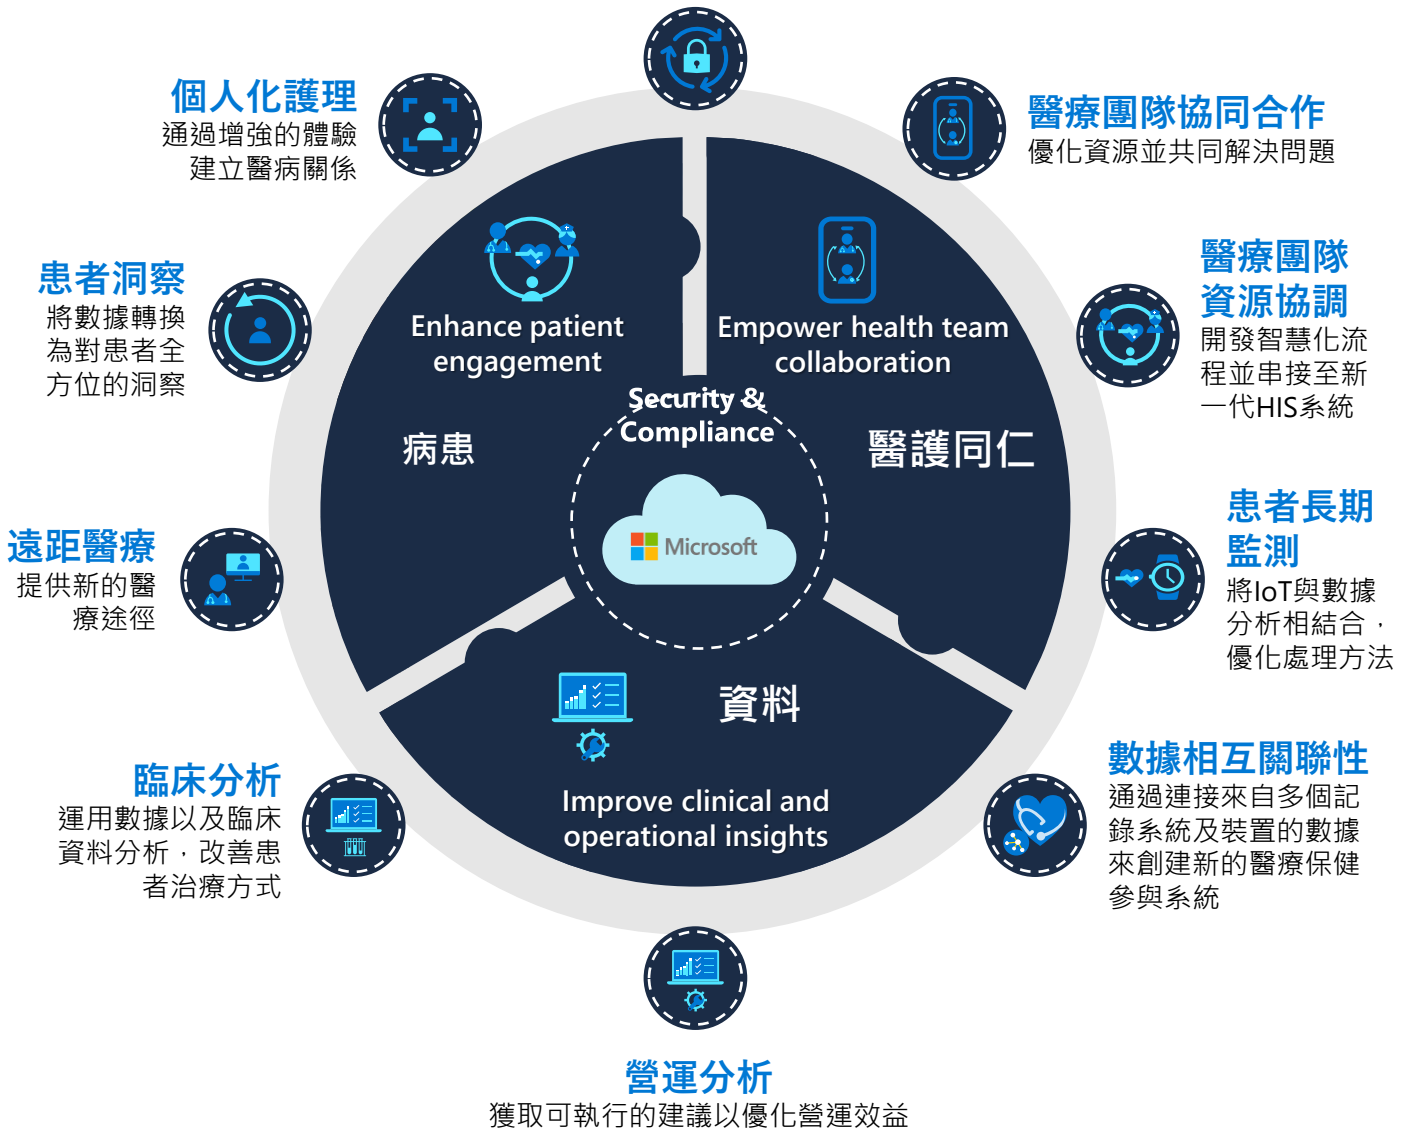 個人化護理
通過增強的體驗
建立醫病關係
醫療團隊協同合作
優化資源並共同解決問題
患者洞察
將數據轉換
為對患者全
方位的洞察
醫療團隊
資源協調
開發智慧化流
程並串接至新
一代HIS系統
Enhance patient
engagement
病患
Empower health team
collaboration
醫護同仁
Security &
Compliance
Microsoft
遠距醫療
提供新的醫
療途徑
患者長期
監測
將IoT與數據
分析相結合，
優化處理方法
資料
Improve clinical and
operational insights
臨床分析
運用數據以及臨床
資料分析，改善患
者治療方式
數據相互關聯性
通過連接來自多個記
錄系統及裝置的數據
來創建新的醫療保健
參與系統
營運分析
獲取可執行的建議以優化營運效益